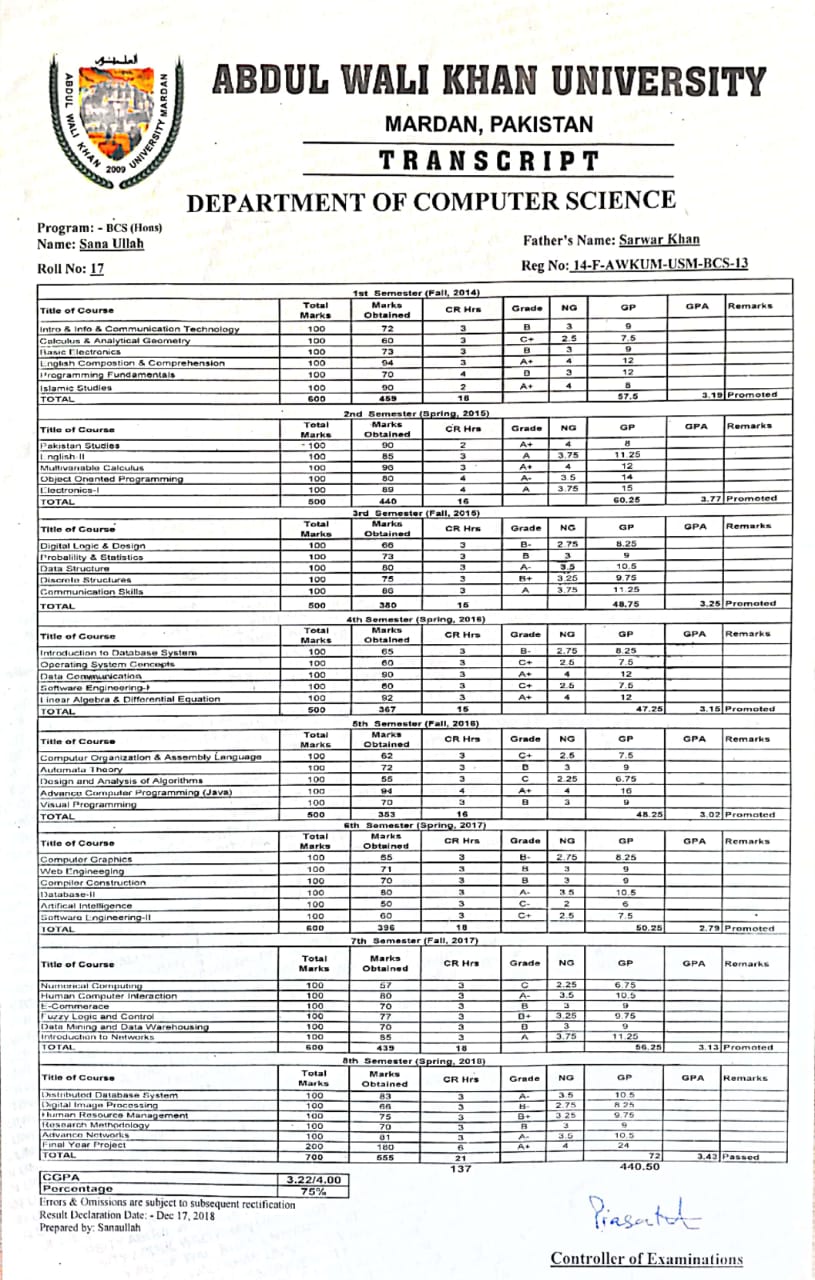 العلم نور
ABDUL WALI KHAN UNIVERSITY MARDAN
2009
ABDUL WALI KHAN UNIVERSITY
MARDAN, PAKISTAN
TRANSCRIPT
DEPARTMENT OF COMPUTER SCIENCE
Program: - BCS (Hons)
Name: Sana Ullah Father's Name: Sarwar Khan
Roll No: 17 Reg No: 14-F-AWKUM-USM-BCS-13
1st Semester (Fall, 2014)
Title of Course Total Marks Marks Obtained CR Hrs Grade NG GP GPA Remarks
Intro & Info & Communication Technology 100 72 3 B 3 9
Calculus & Analytical Geometry 100 60 3 C+ 2.5 7.5
Basic Electronics 100 73 3 B 3 9
English Compostion & Comprehension 100 94 3 A+ 4 12
Programming Fundamentals 100 70 4 B 3 12
Islamic Studies 100 90 2 A+ 4 8
TOTAL 600 459 18 57.5 3.19 Promoted
2nd Semester (Spring, 2015)
Title of Course Total Marks Marks Obtained CR Hrs Grade NG GP GPA Remarks
Pakistan Studies 100 90 2 A+ 4 8
English-II 100 85 3 A 3.75 11.25
Multivariable Calculus 100 96 3 A+ 4 12
Object Oriented Programming 100 80 4 A- 3.5 14
Electronics-I 100 89 4 A 3.75 15
TOTAL 500 440 16 60.25 3.77 Promoted
3rd Semester (Fall, 2015)
Title of Course Total Marks Marks Obtained CR Hrs Grade NG GP GPA Remarks
Digital Logic & Design 100 66 3 B- 2.75 8.25
Probalility & Statistics 100 73 3 B 3 9
Data Structure 100 80 3 A- 3.5 10.5
Discrete Structures 100 75 3 B+ 3.25 9.75
Communication Skills 100 86 3 A 3.75 11.25
TOTAL 500 380 15 48.75 3.25 Promoted
4th Semester (Spring, 2016)
Title of Course Total Marks Marks Obtained CR Hrs Grade NG GP GPA Remarks
Introduction to Database System 100 65 3 B- 2.75 8.25
Operating System Concepts 100 60 3 C+ 2.5 7.5
Data Communication 100 90 3 A+ 4 12
Software Engineering-I 100 60 3 C+ 2.5 7.5
Linear Algebra & Differential Equation 100 92 3 A+ 4 12
TOTAL 500 367 15 47.25 3.15 Promoted
5th Semester (Fall, 2016)
Title of Course Total Marks Marks Obtained CR Hrs Grade NG GP GPA Remarks
Computer Organization & Assembly Language 100 62 3 C+ 2.5 7.5
Automata Theory 100 72 3 B 3 9
Design and Analysis of Algorithms 100 55 3 C 2.25 6.75
Advance Computer Programming (Java) 100 94 4 A+ 4 16
Visual Programming 100 70 3 B 3 9
TOTAL 500 353 16 48.25 3.02 Promoted
6th Semester (Spring, 2017)
Title of Course Total Marks Marks Obtained CR Hrs Grade NG GP GPA Remarks
Computer Graphics 100 65 3 B- 2.75 8.25
Web Engineeging 100 71 3 B 3 9
Compiler Construction 100 70 3 B 3 9
Database-II 100 80 3 A- 3.5 10.5
Artifical Intelligence 100 50 3 C- 2 6
Software Engineering-II 100 60 3 C+ 2.5 7.5
TOTAL 600 396 18 50.25 2.79 Promoted
7th Semester (Fall, 2017)
Title of Course Total Marks Marks Obtained CR Hrs Grade NG GP GPA Remarks
Numerical Computing 100 57 3 C 2.25 6.75
Human Computer Interaction 100 80 3 A- 3.5 10.5
E-Commerace 100 70 3 B 3 9
Fuzzy Logic and Control 100 77 3 B+ 3.25 9.75
Data Mining and Data Warehousing 100 70 3 B 3 9
Introduction to Networks 100 85 3 A 3.75 11.25
TOTAL 600 439 18 56.25 3.13 Promoted
8th Semester (Spring, 2018)
Title of Course Total Marks Marks Obtained CR Hrs Grade NG GP GPA Remarks
Distributed Database System 100 83 3 A- 3.5 10.5
Digital Image Processing 100 66 3 B- 2.75 8.25
Human Resource Management 100 75 3 B+ 3.25 9.75
Research Methodology 100 70 3 B 3 9
Advance Networks 100 81 3 A- 3.5 10.5
Final Year Project 200 180 6 A+ 4 24
TOTAL 700 555 21 72 3.43 Passed
137 440.50
CGPA 3.22/4.00
Percentage 75%
Errors & Omissions are subject to subsequent rectification
Result Declaration Date: - Dec 17, 2018
Prepared by: Sanaullah
Controller of Examinations